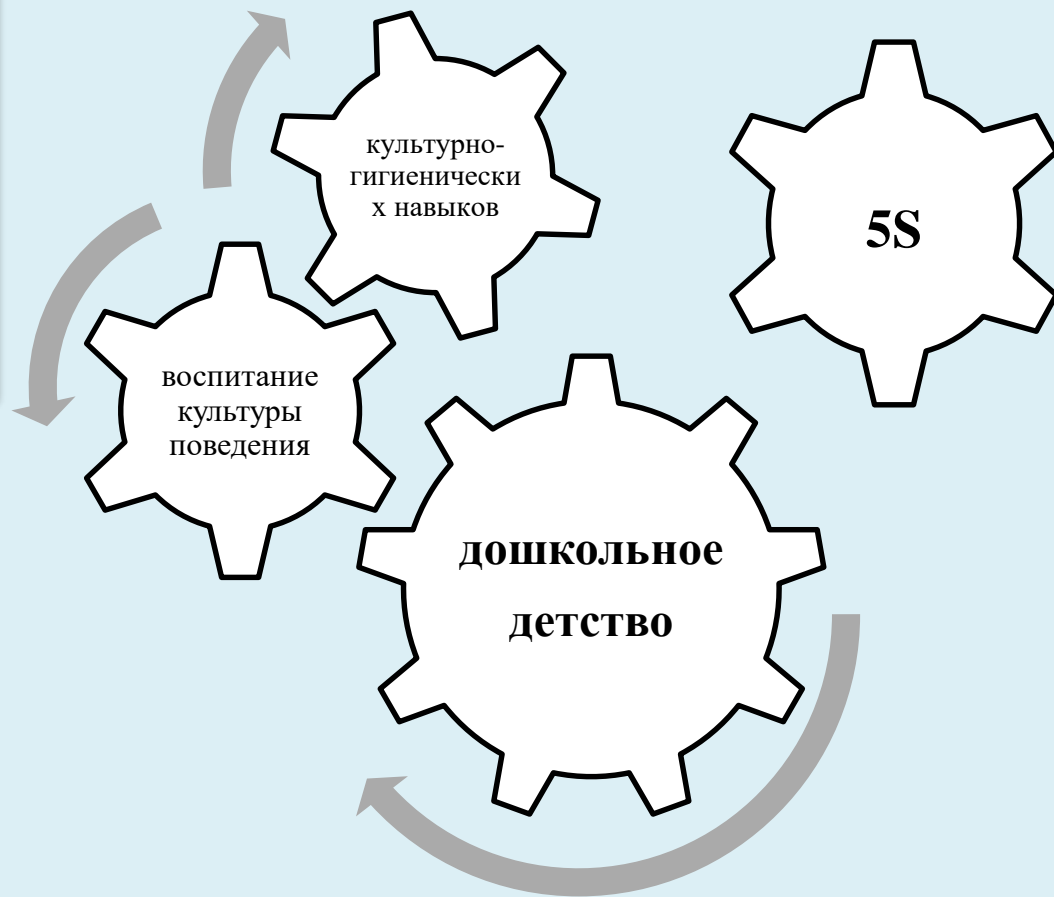 культурно-
гигиенически
х навыков
5S
воспитание
культуры
поведения
дошкольное
детство